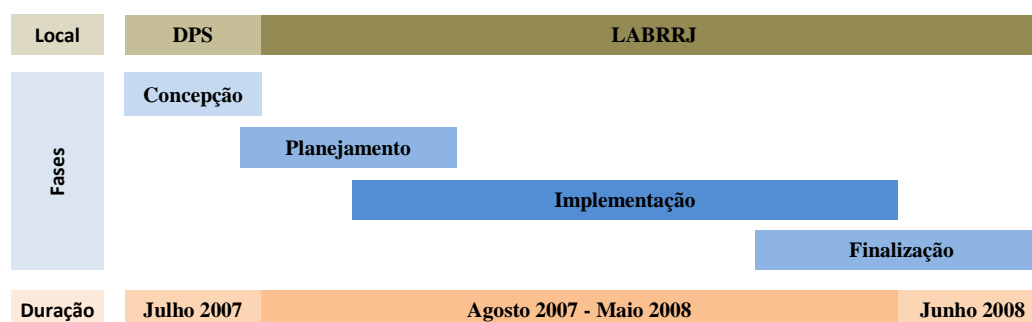 Local
DPS
LABRRJ
Fases
Concepção
Planejamento
Implementação
Finalização
Duração
Julho 2007
Agosto 2007 - Maio 2008
Junho 2008